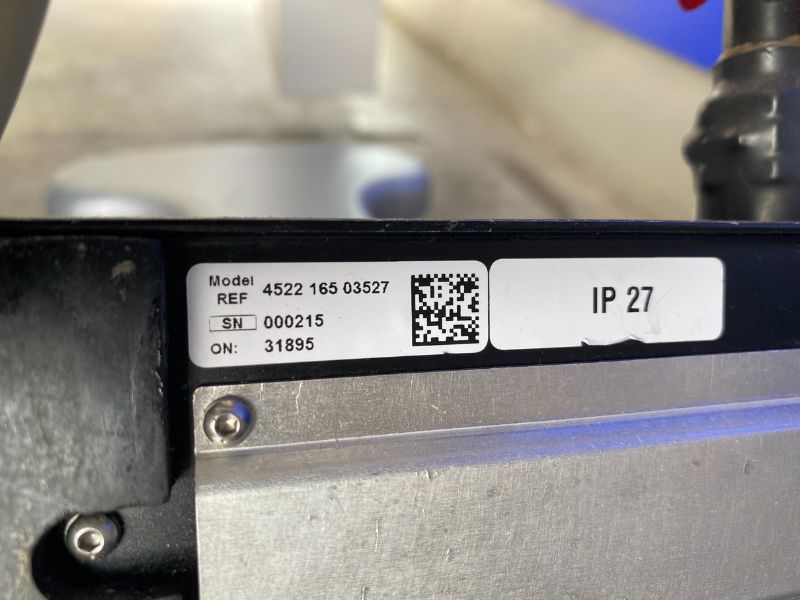 Model
REF 4522 165 03527
SN 000215
ON: 31895
IP 27